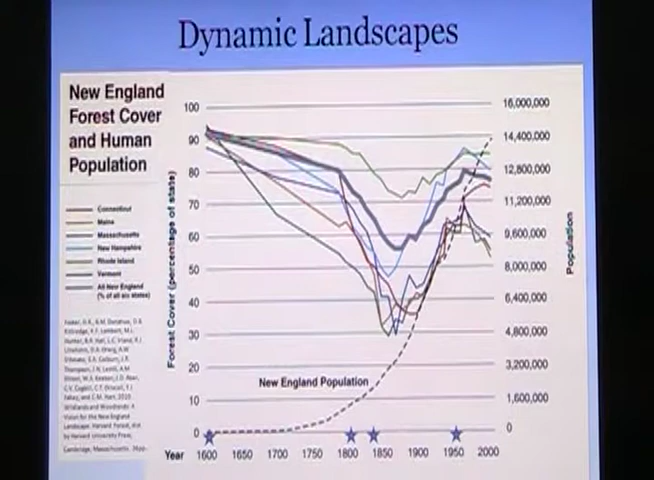 Dynamic Landscapes
New England
Forest Cover
and Human
Population
Connecticut
Maine
Massachusetts
New Hampshire
Rhode Island
Vermont
All New England
(% of all six states)
Forest Cover (percentage of state)
100
90
80
70
60
50
40
30
20
10
0
New England Population
16,000,000
14,400,000
12,800,000
11,200,000
9,600,000
8,000,000
6,400,000
4,800,000
3,200,000
1,600,000
0
Population
Year 1600 1650 1700 1750 1800 1850 1900 1950 2000